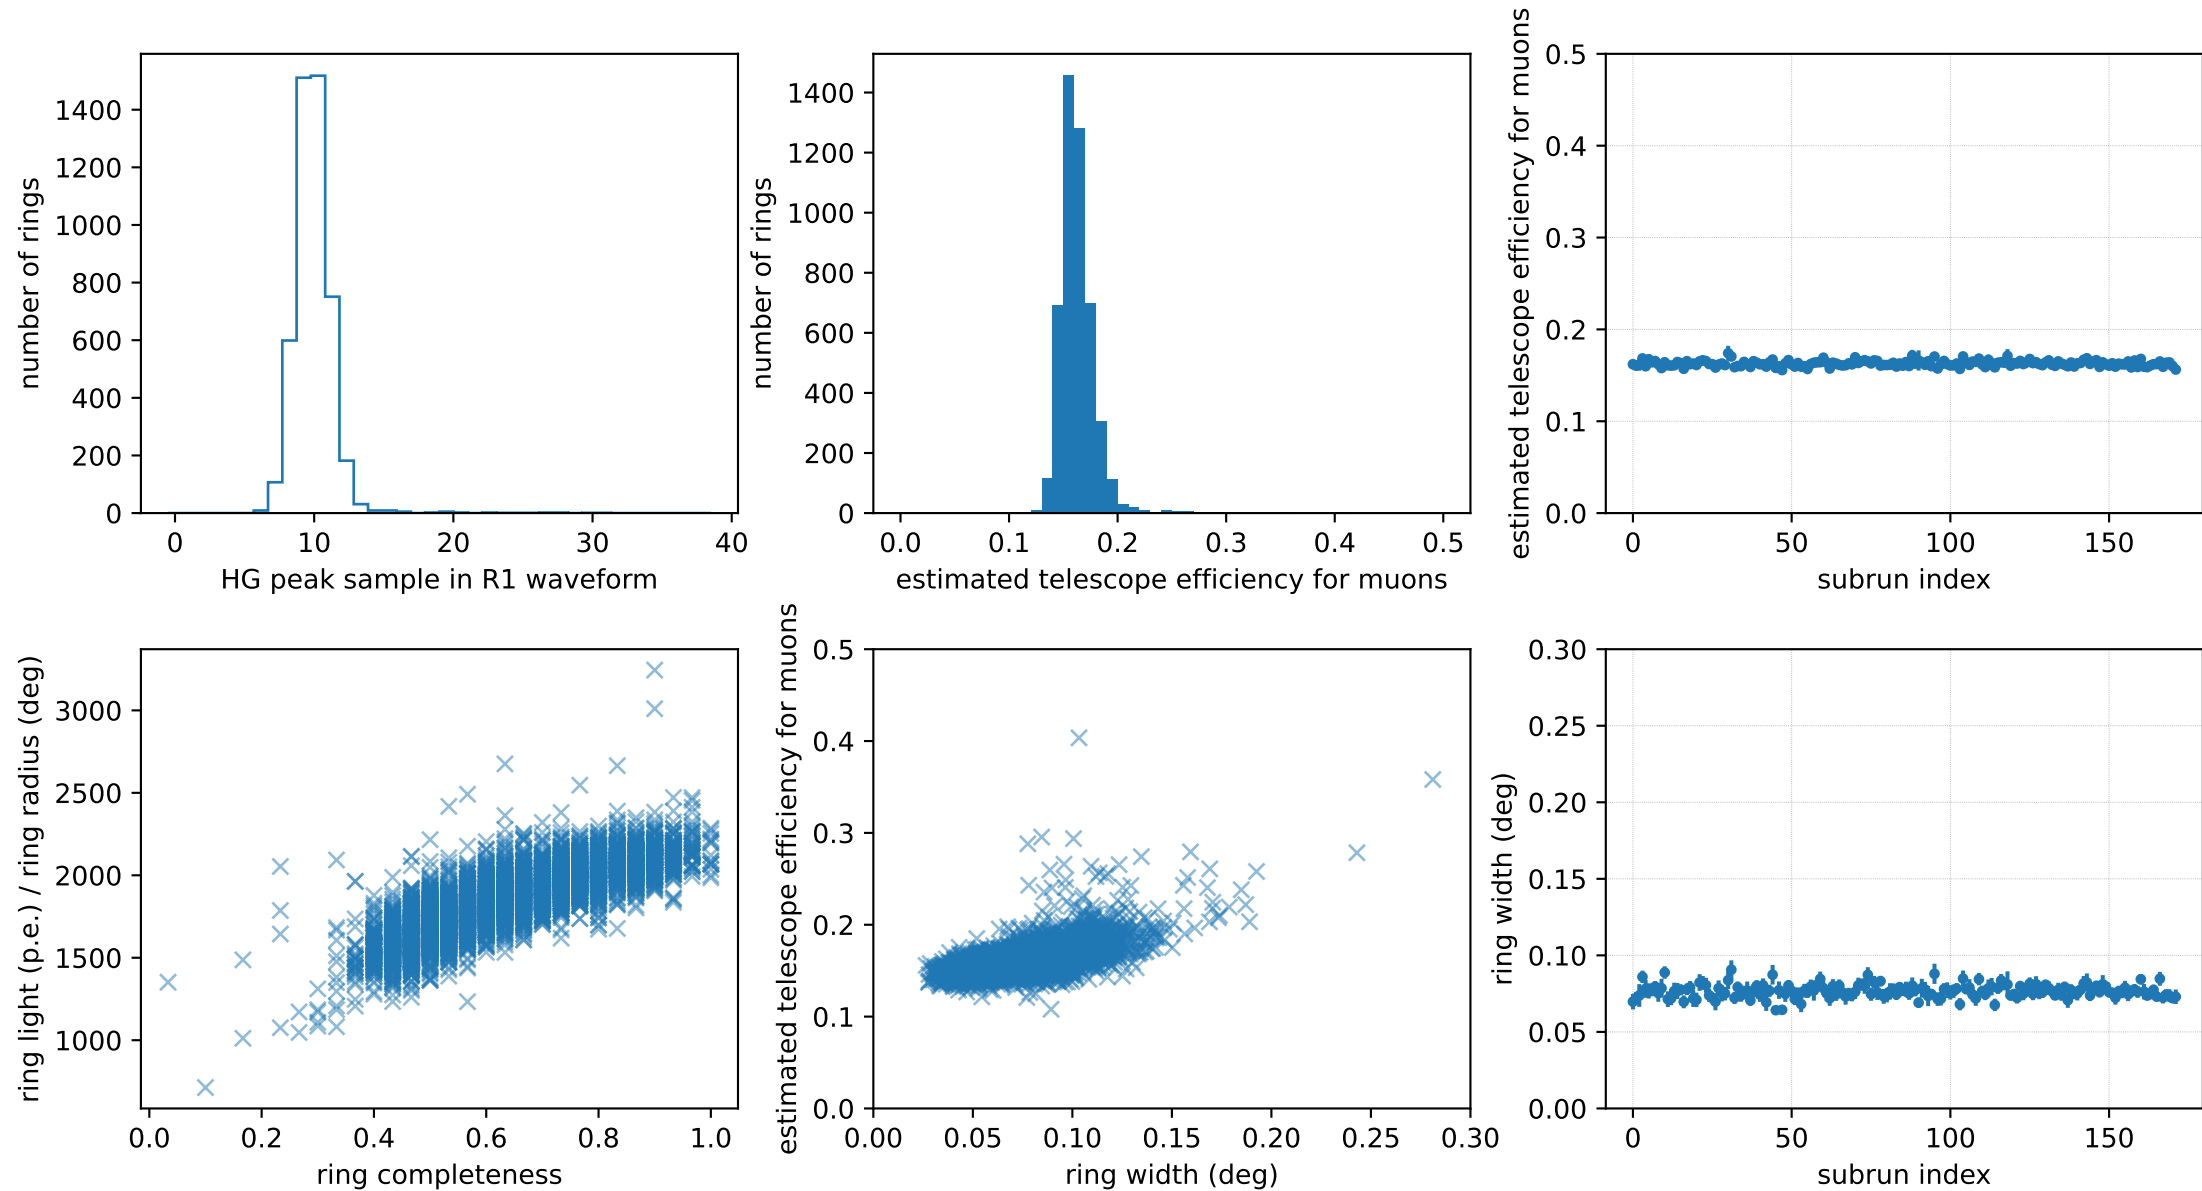 number of rings
1400
1200
1000
800
600
400
200
0
0 10 20 30 40
HG peak sample in R1 waveform
number of rings
1400
1200
1000
800
600
400
200
0
0.0 0.1 0.2 0.3 0.4 0.5
estimated telescope efficiency for muons
estimated telescope efficiency for muons
0.5
0.4
0.3
0.2
0.1
0.0
0 50 100 150
subrun index
ring light (p.e.) / ring radius (deg)
3000
2500
2000
1500
1000
0.0 0.2 0.4 0.6 0.8 1.0
ring completeness
estimated telescope efficiency for muons
0.5
0.4
0.3
0.2
0.1
0.0
0.00 0.05 0.10 0.15 0.20 0.25 0.30
ring width (deg)
ring width (deg)
0.30
0.25
0.20
0.15
0.10
0.05
0.00
0 50 100 150
subrun index